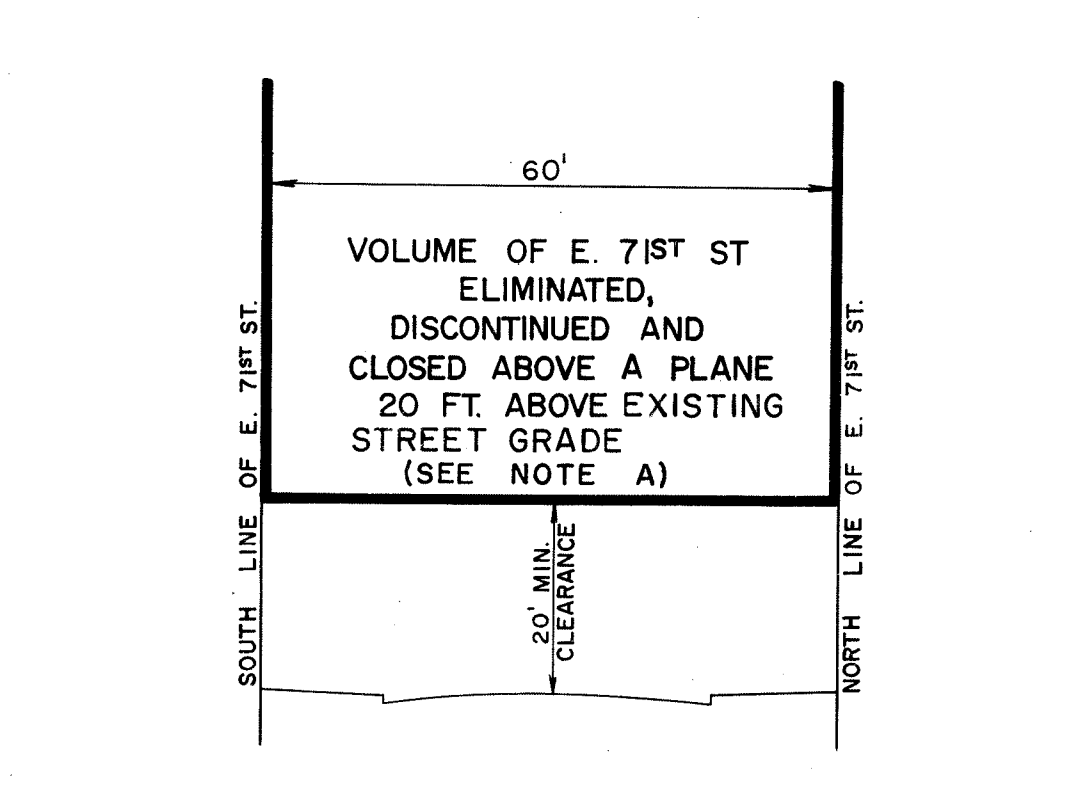 60'
VOLUME OF E. 71ST ST
ELIMINATED,
DISCONTINUED AND
CLOSED ABOVE A PLANE
20 FT. ABOVE EXISTING
STREET GRADE
(SEE NOTE A)
SOUTH LINE OF E. 71ST ST.
NORTH LINE OF E. 71ST ST.
20' MIN.
CLEARANCE